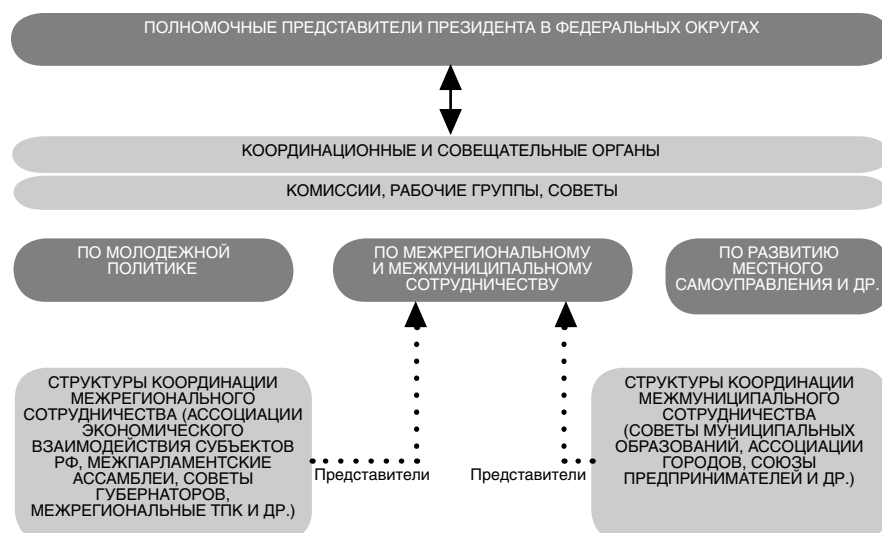 ПОЛНОМОЧНЫЕ ПРЕДСТАВИТЕЛИ ПРЕЗИДЕНТА В ФЕДЕРАЛЬНЫХ ОКРУГАХ
КООРДИНАЦИОННЫЕ И СОВЕЩАТЕЛЬНЫЕ ОРГАНЫ
КОМИССИИ, РАБОЧИЕ ГРУППЫ, СОВЕТЫ
ПО МОЛОДЕЖНОЙ
ПОЛИТИКЕ
ПО МЕЖРЕГИОНАЛЬНОМУ
И МЕЖМУНИЦИПАЛЬНОМУ
СОТРУДНИЧЕСТВУ
ПО РАЗВИТИЮ
МЕСТНОГО
САМОУПРАВЛЕНИЯ И ДР.
СТРУКТУРЫ КООРДИНАЦИИ
МЕЖРЕГИОНАЛЬНОГО
СОТРУДНИЧЕСТВА (АССОЦИАЦИИ
ЭКОНОМИЧЕСКОГО
ВЗАИМОДЕЙСТВИЯ СУБЪЕКТОВ
РФ, МЕЖПАРЛАМЕНТСКИЕ
АССАМБЛЕИ, СОВЕТЫ
ГУБЕРНАТОРОВ,
МЕЖРЕГИОНАЛЬНЫЕ ТПК И ДР.)
Представители
Представители
СТРУКТУРЫ КООРДИНАЦИИ
МЕЖМУНИЦИПАЛЬНОГО
СОТРУДНИЧЕСТВА
(СОВЕТЫ МУНИЦИПАЛЬНЫХ
ОБРАЗОВАНИЙ, АССОЦИАЦИИ
ГОРОДОВ, СОЮЗЫ
ПРЕДПРИНИМАТЕЛЕЙ И ДР.)